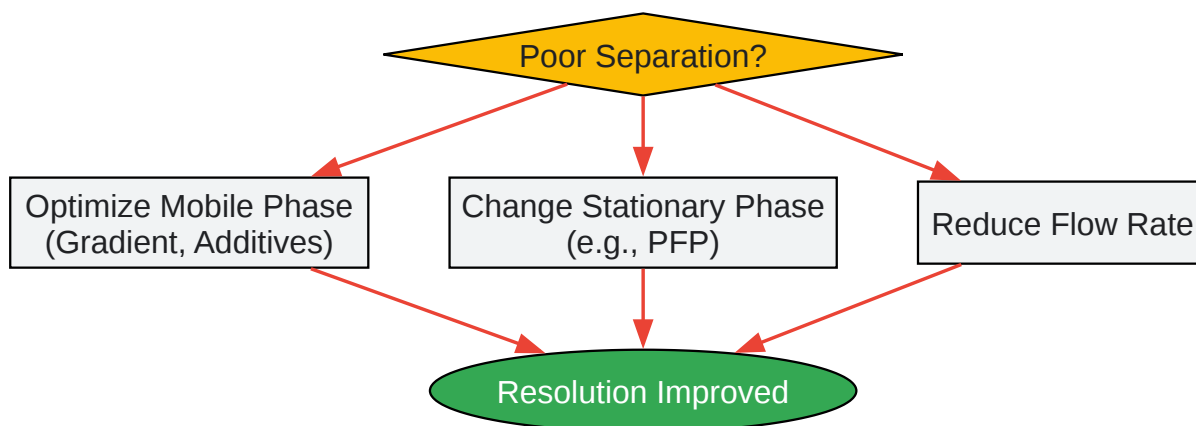 Poor Separation?
Optimize Mobile Phase
(Gradient, Additives)
Change Stationary Phase
(e.g., PFP)
Reduce Flow Rate
Resolution Improved